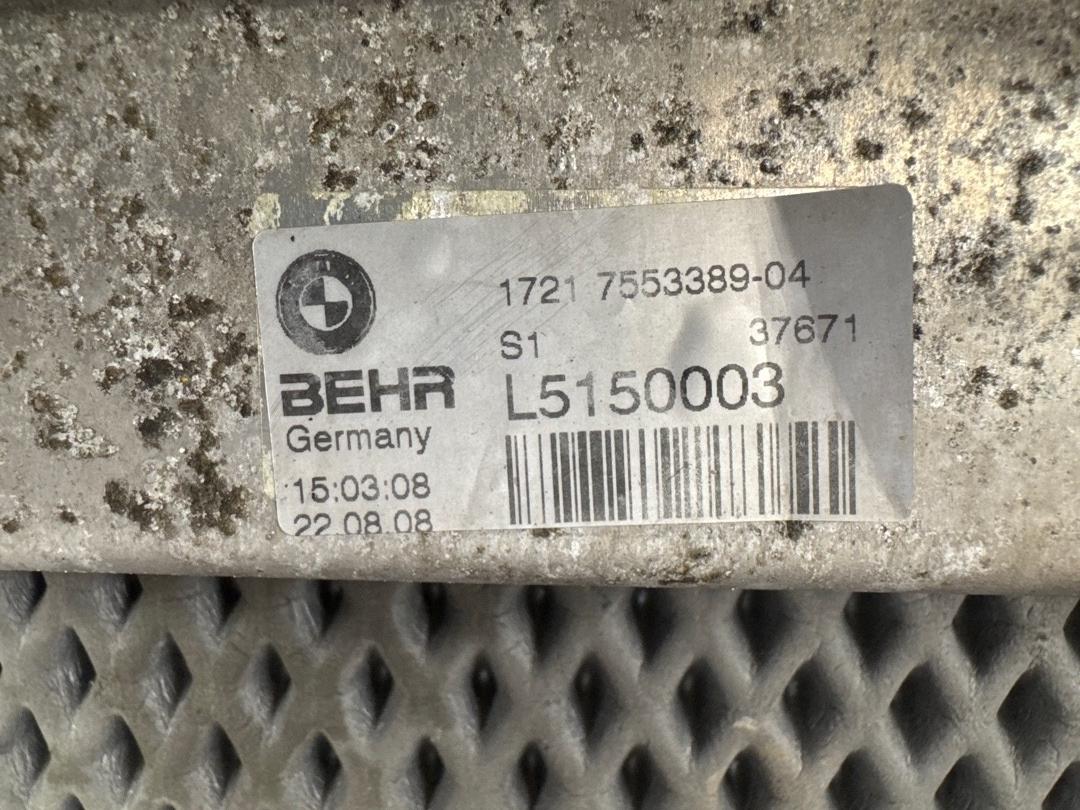 1721 7553389-04
S1 37671
BEHR
L5150003
Germany
15:03:08
22.08.08